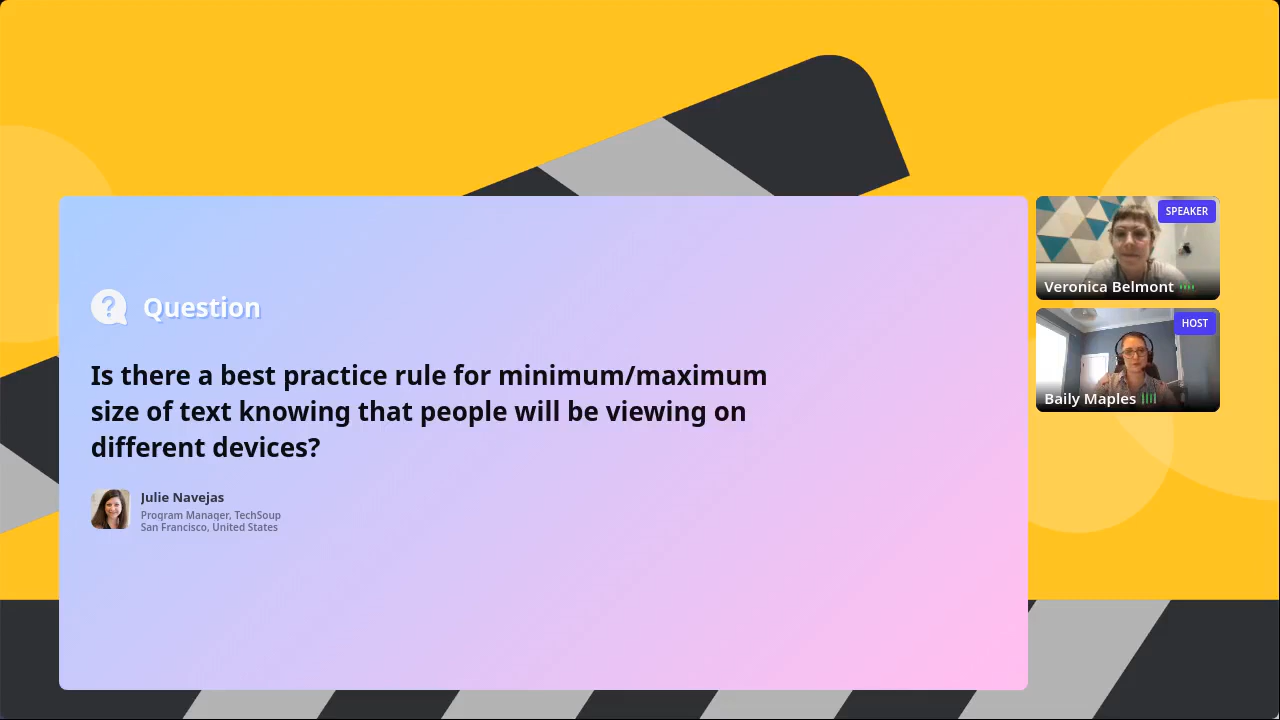 Question
Is there a best practice rule for minimum/maximum
size of text knowing that people will be viewing on
different devices?
Julie Navejas
Program Manager, TechSoup
San Francisco, United States
SPEAKER
Veronica Belmont
HOST
Baily Maples